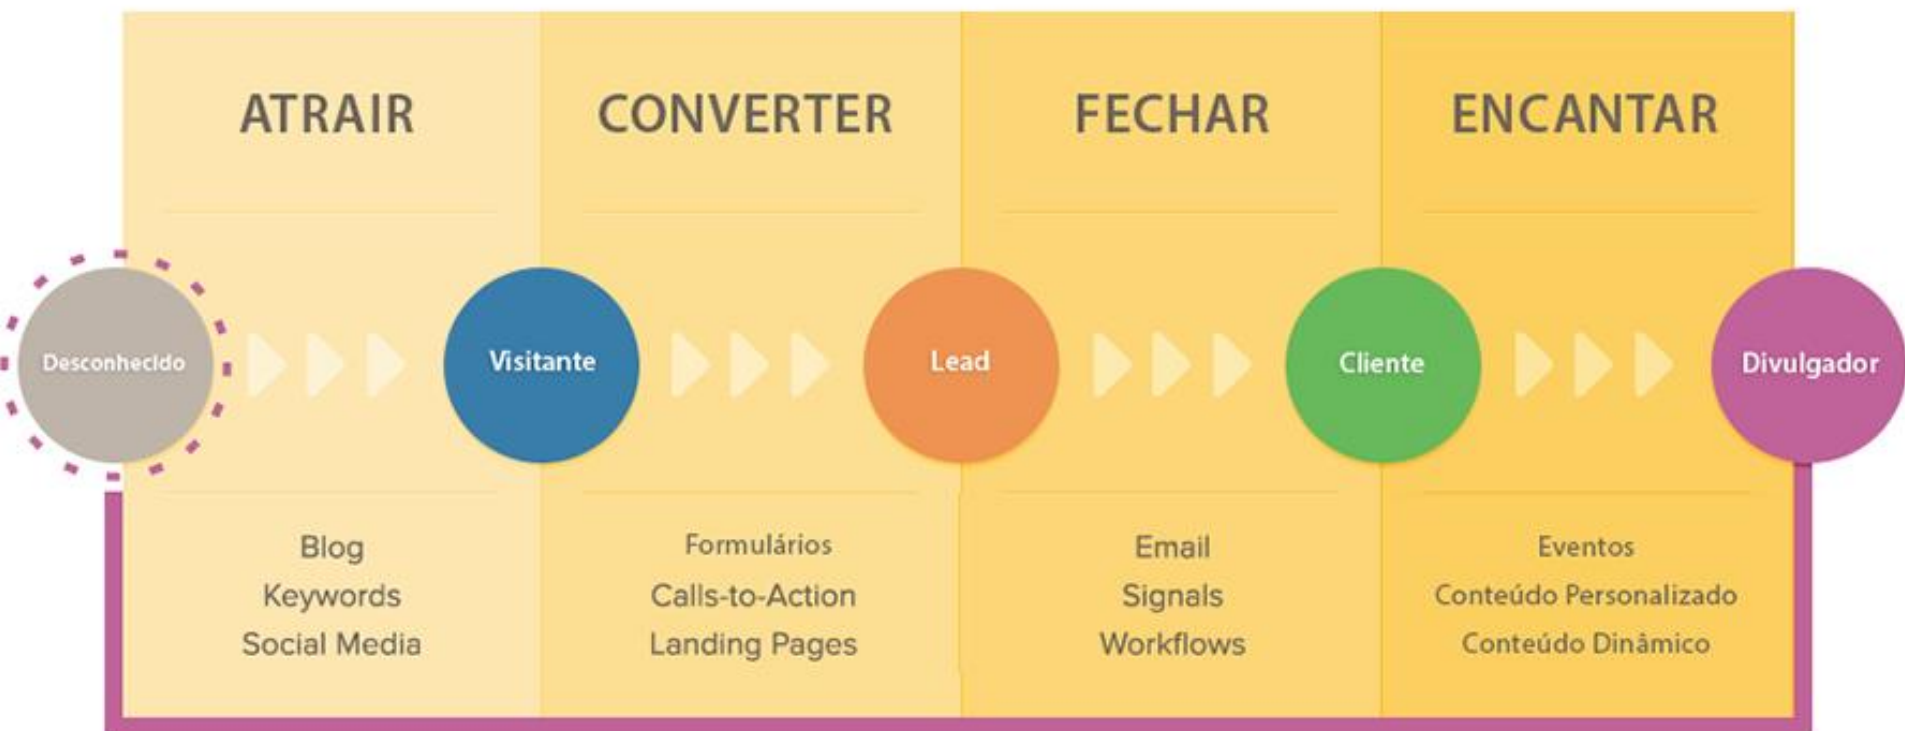 ATRAIR
CONVERTER
FECHAR
ENCANTAR
Desconhecido
Visitante
Lead
Cliente
Divulgador
Blog
Keywords
Social Media
Formulários
Calls-to-Action
Landing Pages
Email
Signals
Workflows
Eventos
Conteúdo Personalizado
Conteúdo Dinâmico